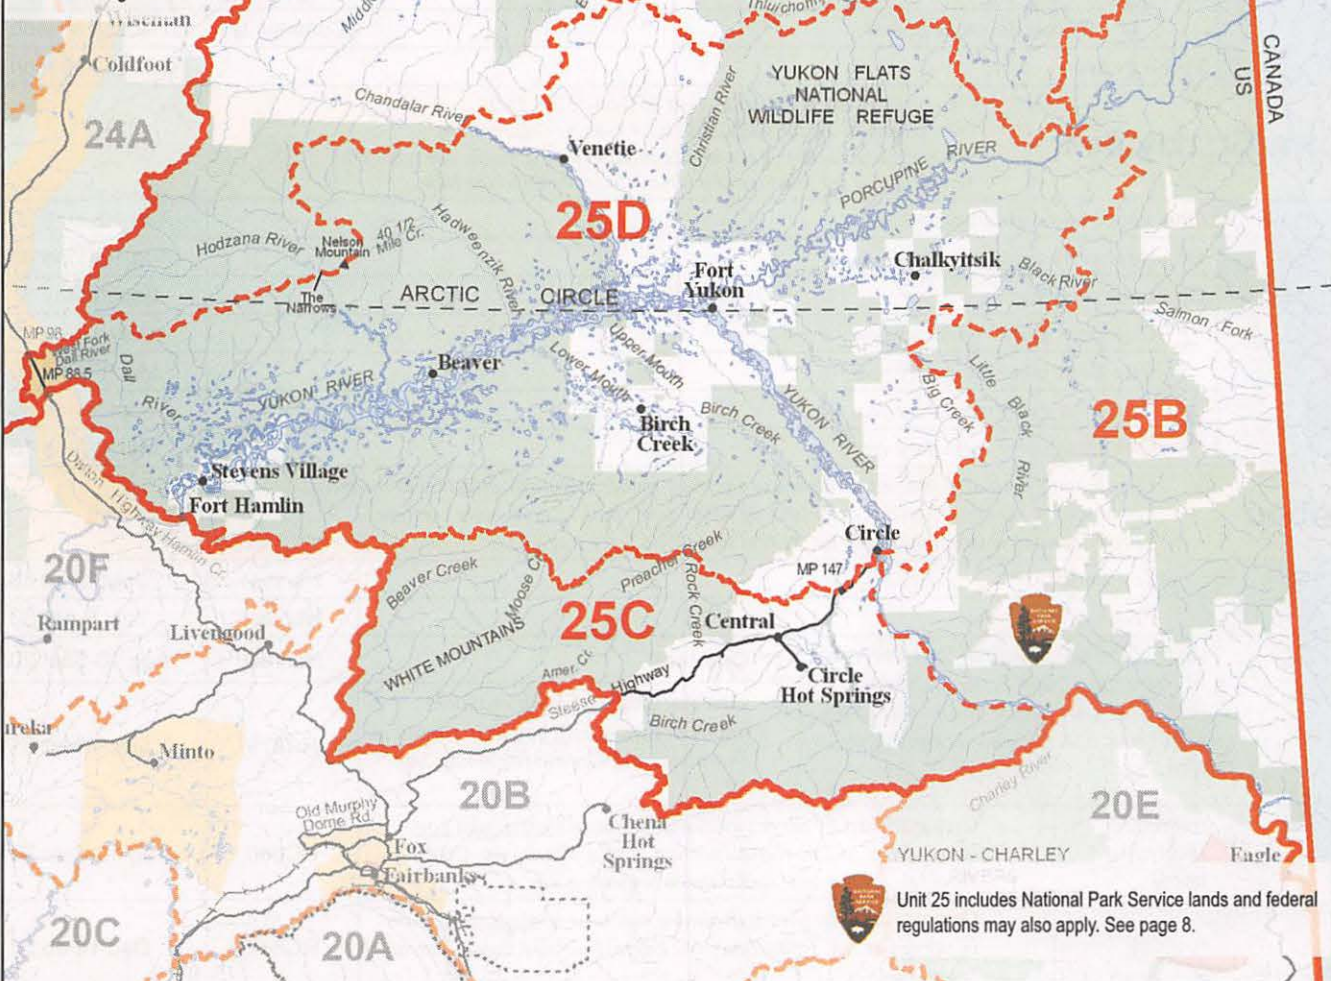 Wiseman
Coldfoot
24A
Chandalar River
Venetie
Christian River
YUKON FLATS
NATIONAL
WILDLIFE REFUGE
CANADA
US
PORCUPINE RIVER
25D
Hadweenzik River
Hodzana River
Nelson
Mountain
40 1/2
Mile Cr.
The
Narrows
ARCTIC CIRCLE
Fort
Yukon
Chalkyitsik
Black River
Salmon Fork
MP 98
West Fork
Dall River
MP 88.5
Dall
River
YUKON RIVER
Beaver
Lower Mouth
Upper Mouth
Birch
Creek
Birch Creek
YUKON RIVER
Big Creek
Little
Black
River
25B
Stevens Village
Fort Hamlin
Dalton Highway
Hamlin Cr.
20F
Rampart
Livengood
Beaver Creek
Moose Cr.
WHITE MOUNTAINS
Preacher Creek
Rock Creek
25C
Circle
MP 147
Central
Circle
Hot Springs
Steese
Highway
Birch Creek
Minto
20B
Old Murphy
Dome Rd.
Fox
Fairbanks
Chena
Hot
Springs
Charley River
20E
YUKON - CHARLEY
RIVERS
Eagle
20C
20A
NATIONAL
PARK
SERVICE
Unit 25 includes National Park Service lands and federal
regulations may also apply. See page 8.